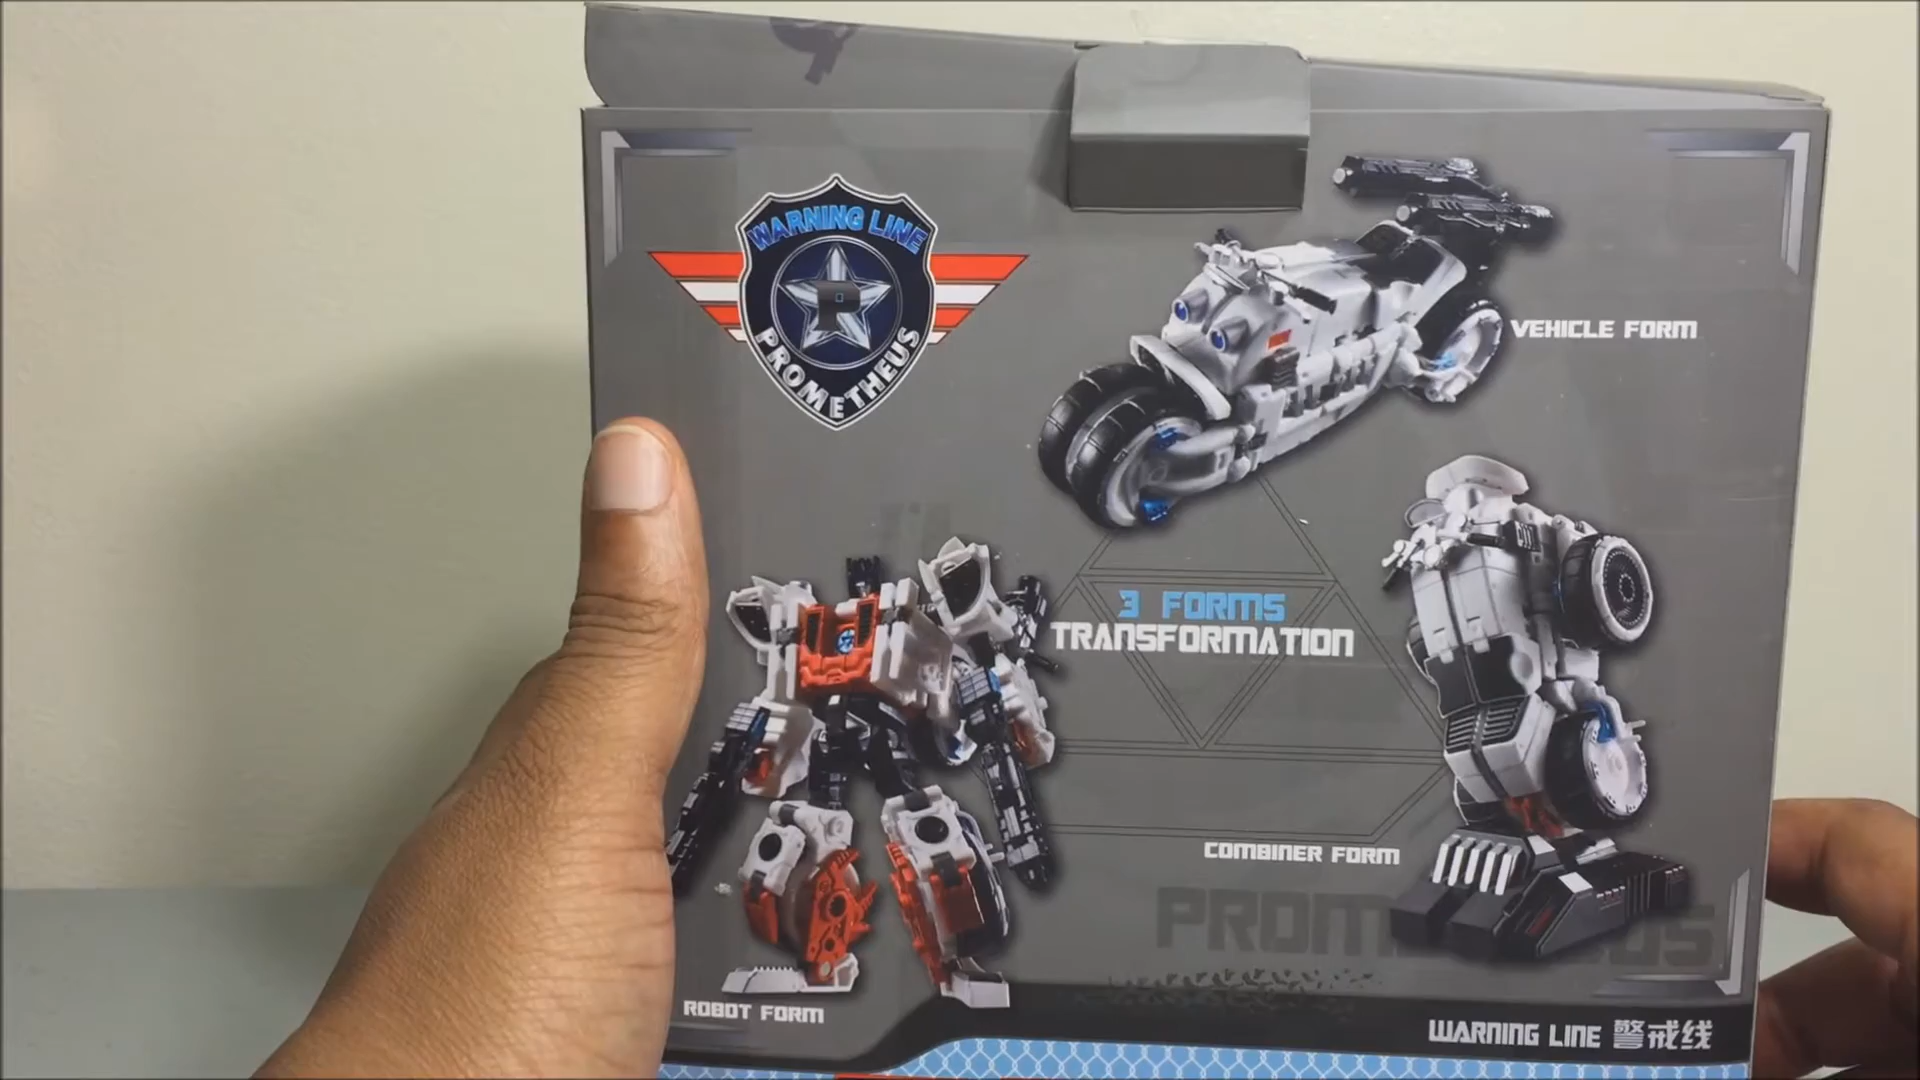 WARNING LINE
P
PROMETHEUS
VEHICLE FORM
3 FORMS
TRANSFORMATION
COMBINER FORM
ROBOT FORM
WARNING LINE 警戒线